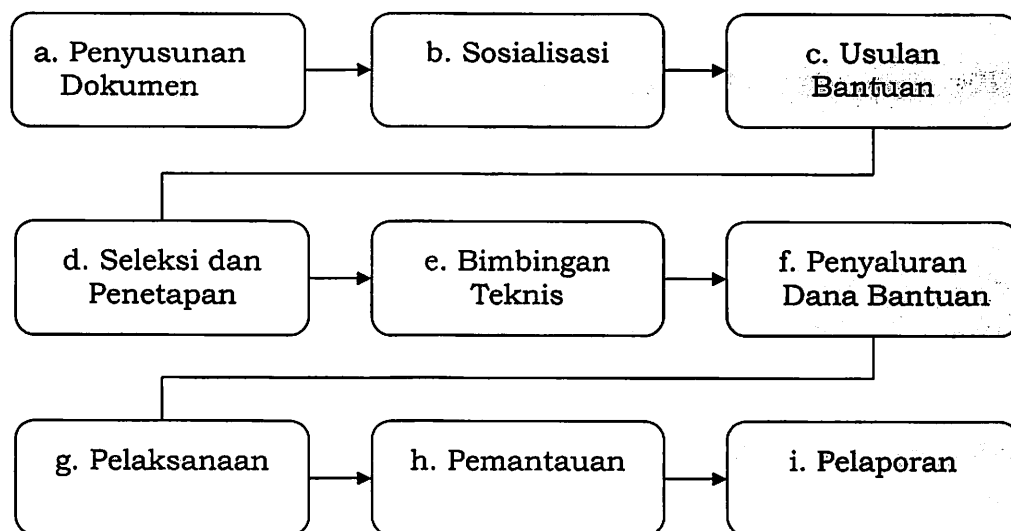 a. Penyusunan
Dokumen
b. Sosialisasi
c. Usulan
Bantuan
d. Seleksi dan
Penetapan
e. Bimbingan
Teknis
f. Penyaluran
Dana Bantuan
g. Pelaksanaan
h. Pemantauan
i. Pelaporan